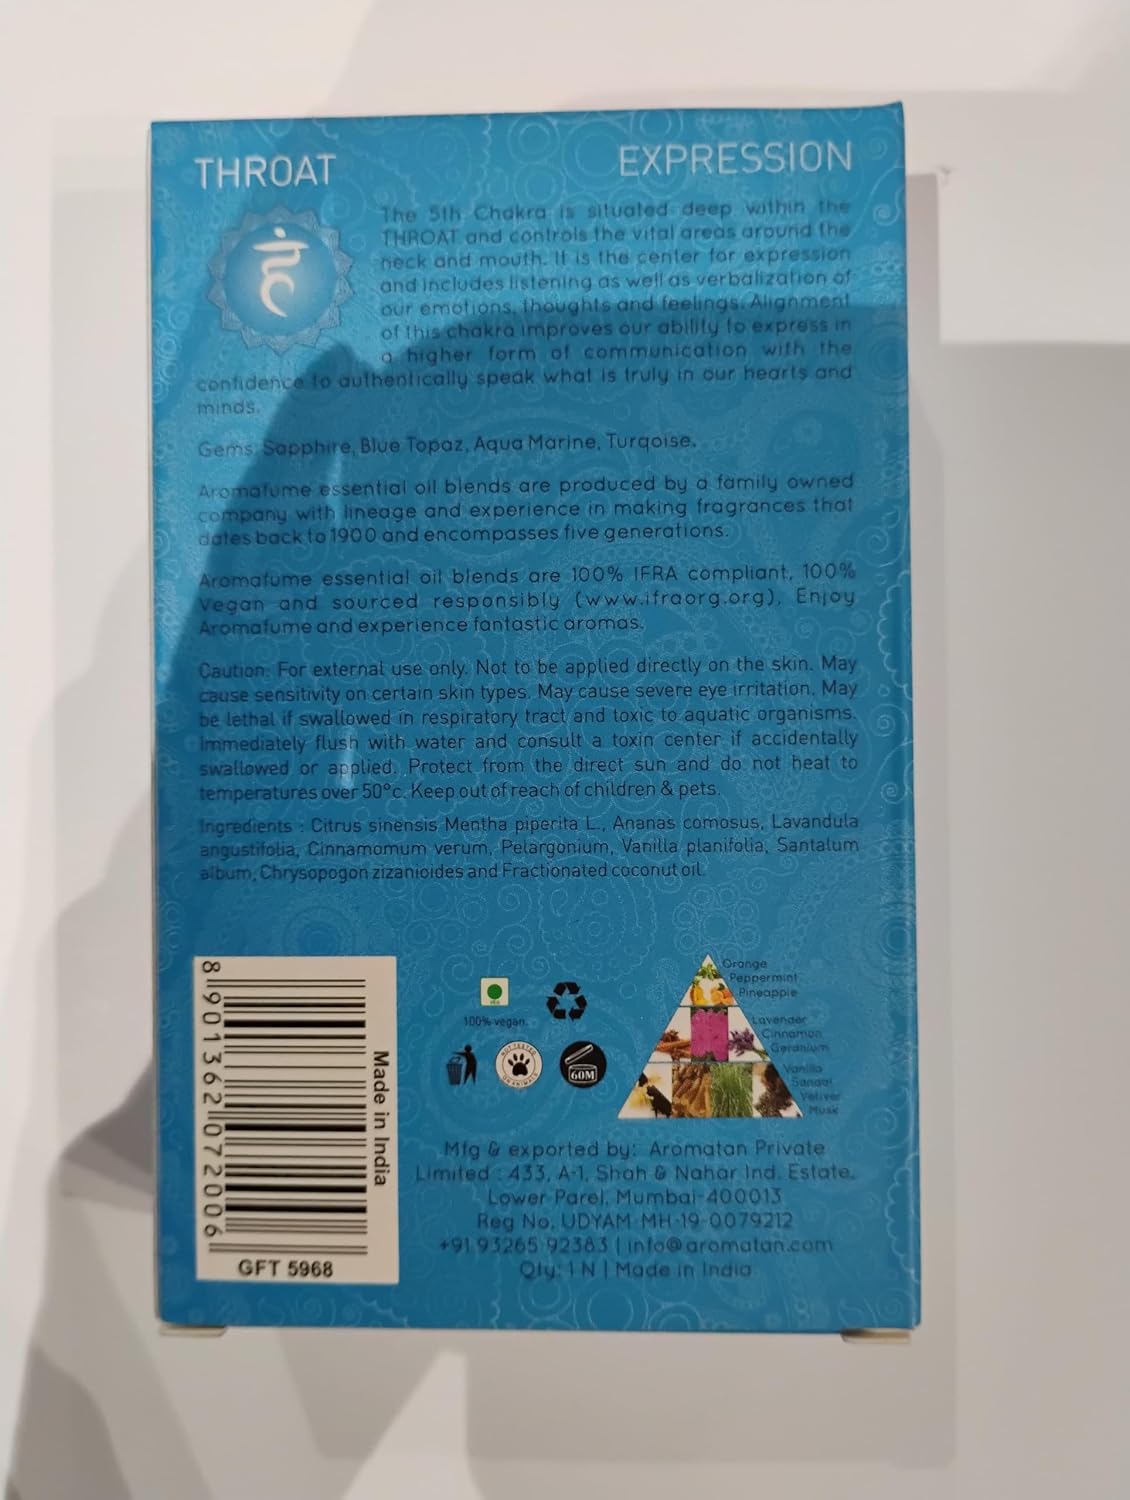 THROAT
EXPRESSION
हं
The 5th Chakra is situated deep within the
THROAT and controls the vital areas around the
neck and mouth. It is the center for expression
and includes listening as well as verbalization of
our emotions, thoughts and feelings. Alignment
of this chakra improves our ability to express in
a higher form of communication with the
confidence to authentically speak what is truly in our hearts and
minds.
Gems: Sapphire, Blue Topaz, Aqua Marine, Turqoise.
Aromafume essential oil blends are produced by a family owned
company with lineage and experience in making fragrances that
dates back to 1900 and encompasses five generations.
Aromafume essential oil blends are 100% IFRA compliant, 100%
Vegan and sourced responsibly (www.ifraorg.org). Enjoy
Aromafume and experience fantastic aromas.
Caution: For external use only. Not to be applied directly on the skin. May
cause sensitivity on certain skin types. May cause severe eye irritation. May
be lethal if swallowed in respiratory tract and toxic to aquatic organisms.
Immediately flush with water and consult a toxin center if accidentally
swallowed or applied. Protect from the direct sun and do not heat to
temperatures over 50°c. Keep out of reach of children & pets.
Ingredients : Citrus sinensis Mentha piperita L., Ananas comosus, Lavandula
angustifolia, Cinnamomum verum, Pelargonium, Vanilla planifolia, Santalum
album, Chrysopogon zizanioides and Fractionated coconut oil.
8 901362 072006
Made in India
GFT 5968
100% vegan.
NOT TESTED
ON ANIMALS
60M
Orange
Peppermint
Pineapple
Lavender
Cinnamon
Geranium
Vanilla
Sandal
Vetiver
Musk
Mfg & exported by: Aromatan Private
Limited : 433, A-1, Shah & Nahar Ind. Estate,
Lower Parel, Mumbai-400013
Reg No. UDYAM-MH-19-0079212
+91 93265 92383 | info@aromatan.com
Qty: 1 N | Made in India